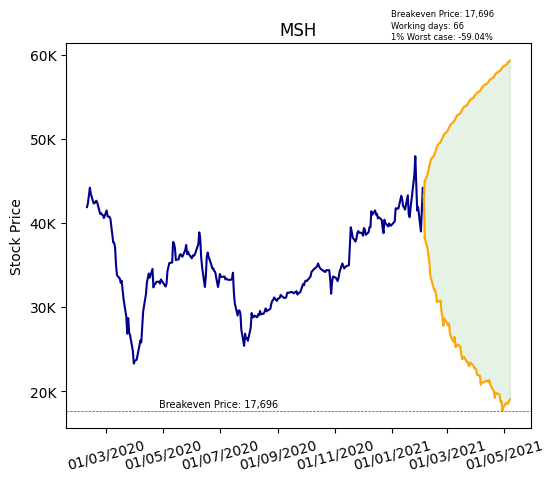 Breakeven Price: 17,696
Working days: 66
1% Worst case: -59.04%
MSH
60K
50K
40K
30K
20K
Stock Price
Breakeven Price: 17,696
01/03/2020
01/05/2020
01/07/2020
01/09/2020
01/11/2020
01/01/2021
01/03/2021
01/05/2021